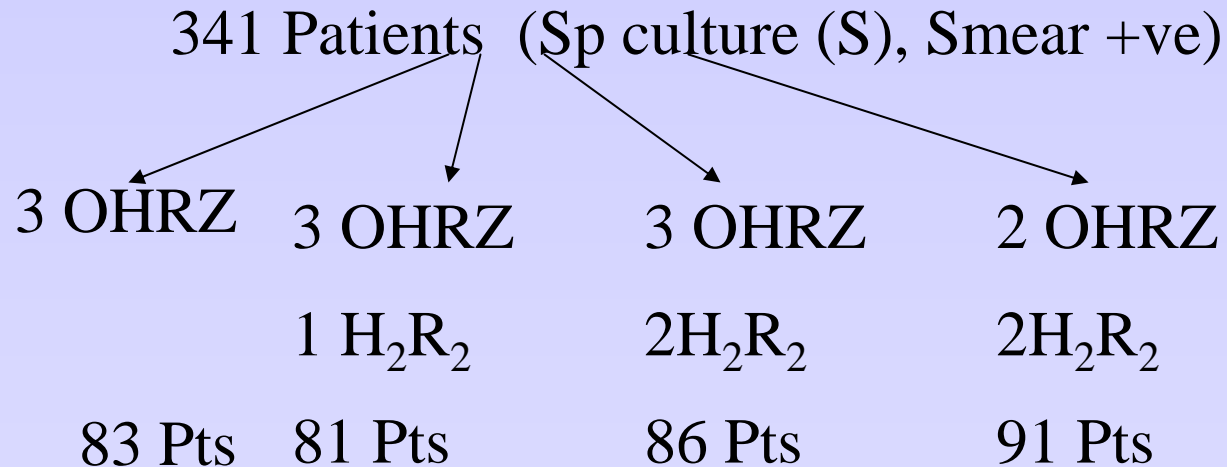 341 Patients (Sp culture (S), Smear +ve)
3 OHRZ 3 OHRZ 3 OHRZ 2 OHRZ
1 H₂R₂ 2H₂R₂ 2H₂R₂
83 Pts 81 Pts 86 Pts 91 Pts